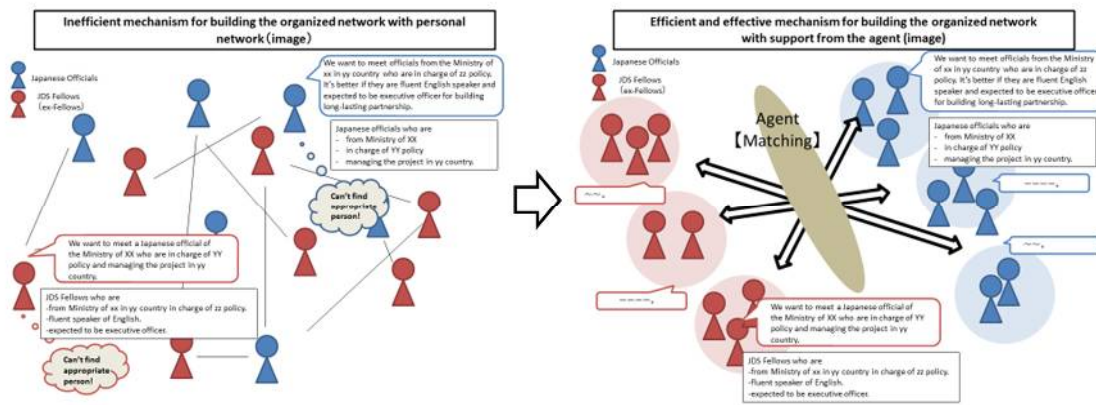 Inefficient mechanism for building the organized network with personal
network(image)
Japanese Officials
JDS Fellows
(ex-Fellows)
We want to meet officials from the Ministry of
xx in yy country who are in charge of zz policy.
It's better if they are fluent English speaker and
expected to be executive officer for building
long-lasting partnership.
Japanese officials who are
- from Ministry of XX
- in charge of YY policy
- managing the project in yy country.
Can't find
appropriate
person!
We want to meet a Japanese official of
the Ministry of XX who are in charge of YY
policy and managing the project in yy
country.
JDS Fellows who are
-from Ministry of xx in yy country in charge of zz policy.
-fluent speaker of English.
-expected to be executive officer.
Can't find
appropriate
person!
Efficient and effective mechanism for building the organized network
with support from the agent (image)
Japanese Officials
JDS Fellows
(ex-Fellows)
We want to meet officials from the Ministry
of xx in yy country who are in charge of zz
policy. It's better if they are fluent English
speaker and expected to be executive officer
for building long-lasting partnership.
Agent
【Matching】
Japanese officials who are
- from Ministry of XX
- in charge of YY policy
- managing the project in yy country.
~~。
ーーーー。
~~。
ーーーー。
We want to meet a Japanese official of
the Ministry of XX who are in charge of YY
policy and managing the project in yy
country.
JDS Fellows who are
-from Ministry of xx in yy country in charge of zz policy.
-fluent speaker of English.
-expected to be executive officer.